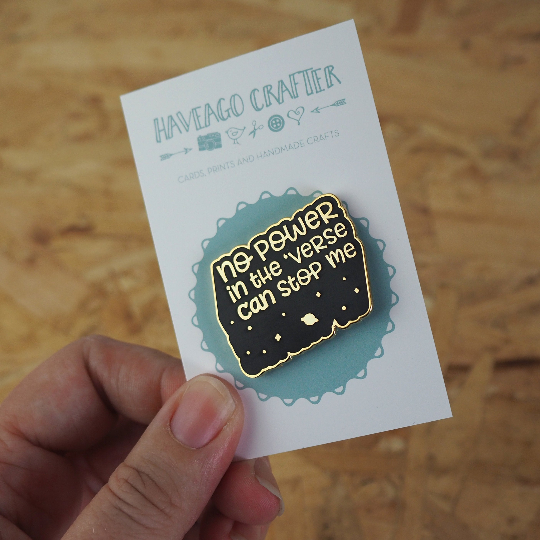 HAVEAGO CRAFTER
CARDS, PRINTS AND HANDMADE CRAFTS
NO POWER
in the 'VERSE
can StoP me